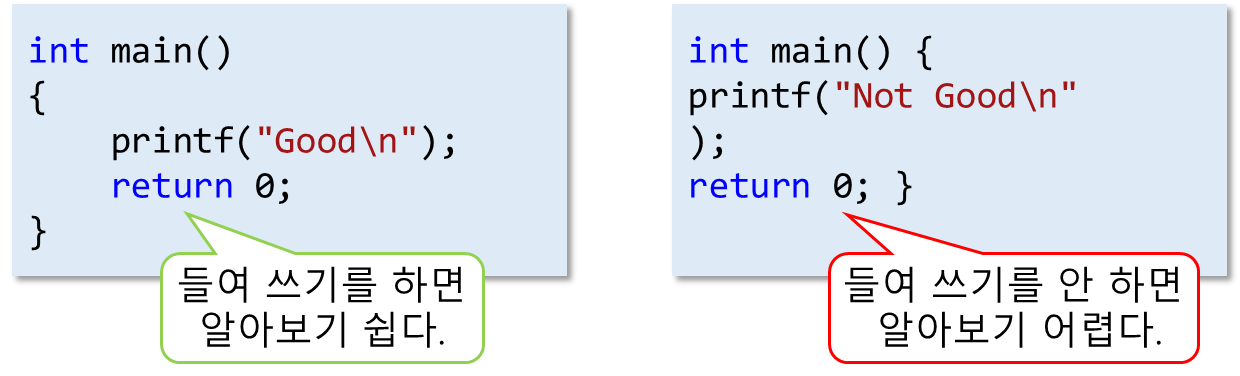 int main()
{
    printf("Good\n");
    return 0;
}
들여 쓰기를 하면
알아보기 쉽다.
int main() {
printf("Not Good\n"
);
return 0; }
들여 쓰기를 안 하면
알아보기 어렵다.